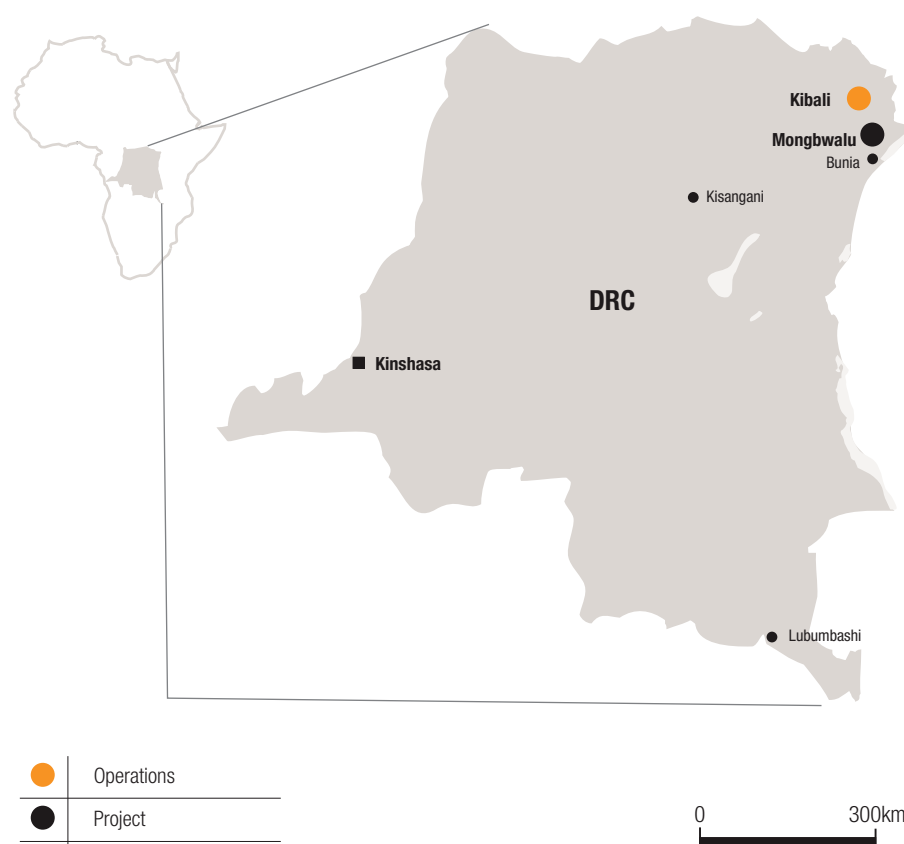 Kibali
Mongbwalu
Bunia
Kisangani
DRC
Kinshasa
Lubumbashi
Operations
Project
0 300km